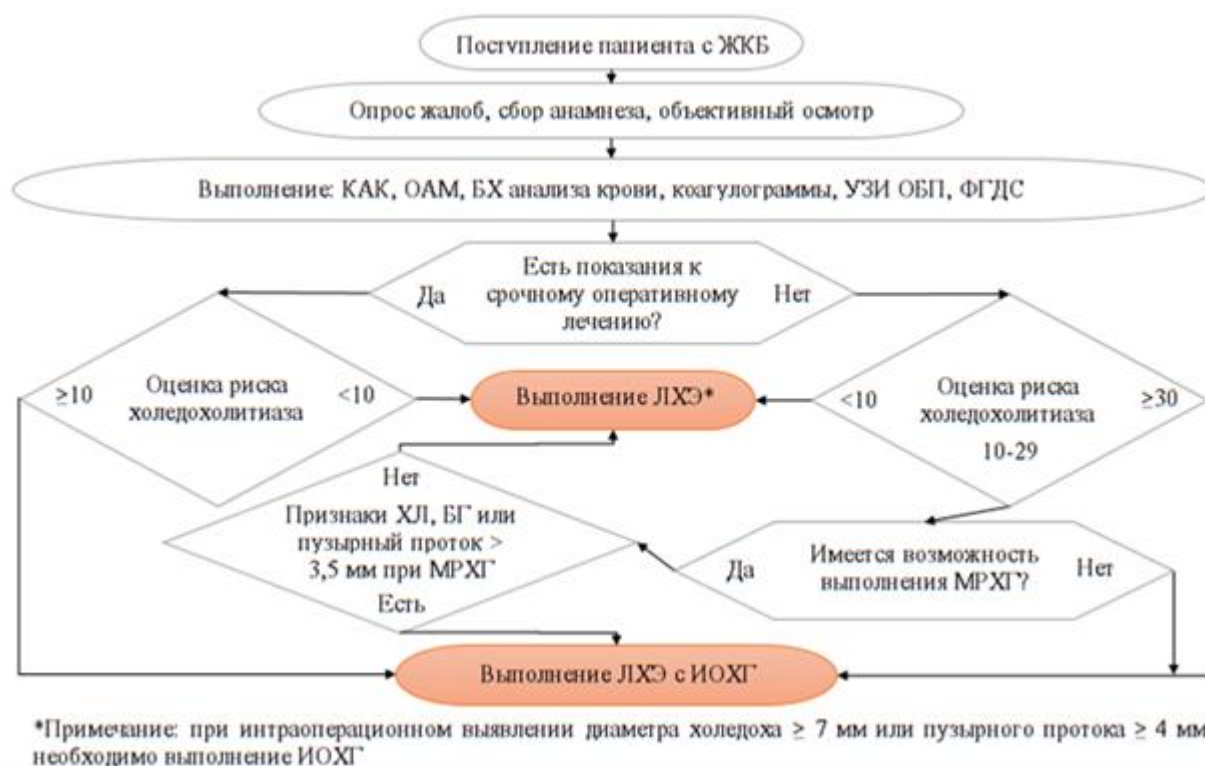 Поступление пациента с ЖКБ
Опрос жалоб, сбор анамнеза, объективный осмотр
Выполнение: КАК, ОАМ, БХ анализа крови, коагулограммы, УЗИ ОБП, ФГДС
Есть показания к
срочному оперативному
лечению?
Да
Нет
≥10
Оценка риска
холедохолитиаза
<10
Выполнение ЛХЭ*
<10
Оценка риска
холедохолитиаза
10-29
≥30
Нет
Признаки ХЛ, БГ или
пузырный проток >
3,5 мм при МРХГ
Есть
Да
Имеется возможность
выполнения МРХГ?
Нет
Выполнение ЛХЭ с ИОХГ
*Примечание: при интраоперационном выявлении диаметра холедоха ≥ 7 мм или пузырного протока ≥ 4 мм
необходимо выполнение ИОХГ